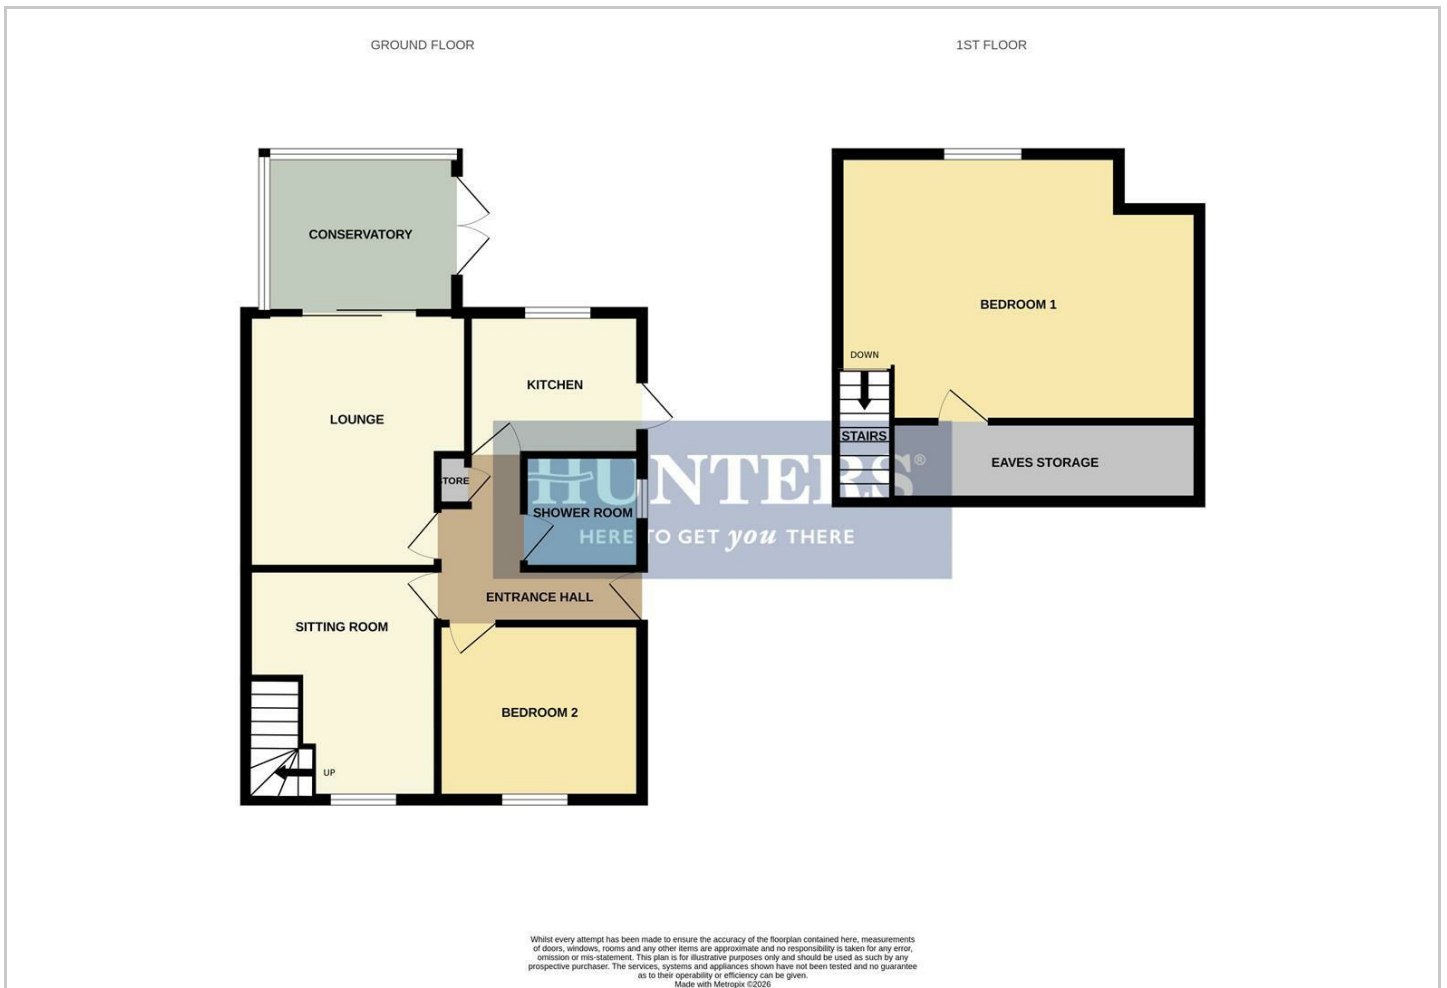 GROUND FLOOR
1ST FLOOR
CONSERVATORY
BEDROOM 1
DOWN
KITCHEN
LOUNGE
STAIRS
EAVES STORAGE
HUNTERS®
STORE
SHOWER ROOM
HERE TO GET you THERE
ENTRANCE HALL
SITTING ROOM
BEDROOM 2
UP
Whilst every attempt has been made to ensure the accuracy of the floorplan contained here, measurements
of doors, windows, rooms and any other items are approximate and no responsibility is taken for any error,
omission or mis-statement. This plan is for illustrative purposes only and should be used as such by any
prospective purchaser. The services, systems and appliances shown have not been tested and no guarantee
as to their operability or efficiency can be given.
Made with Metropix ©2026